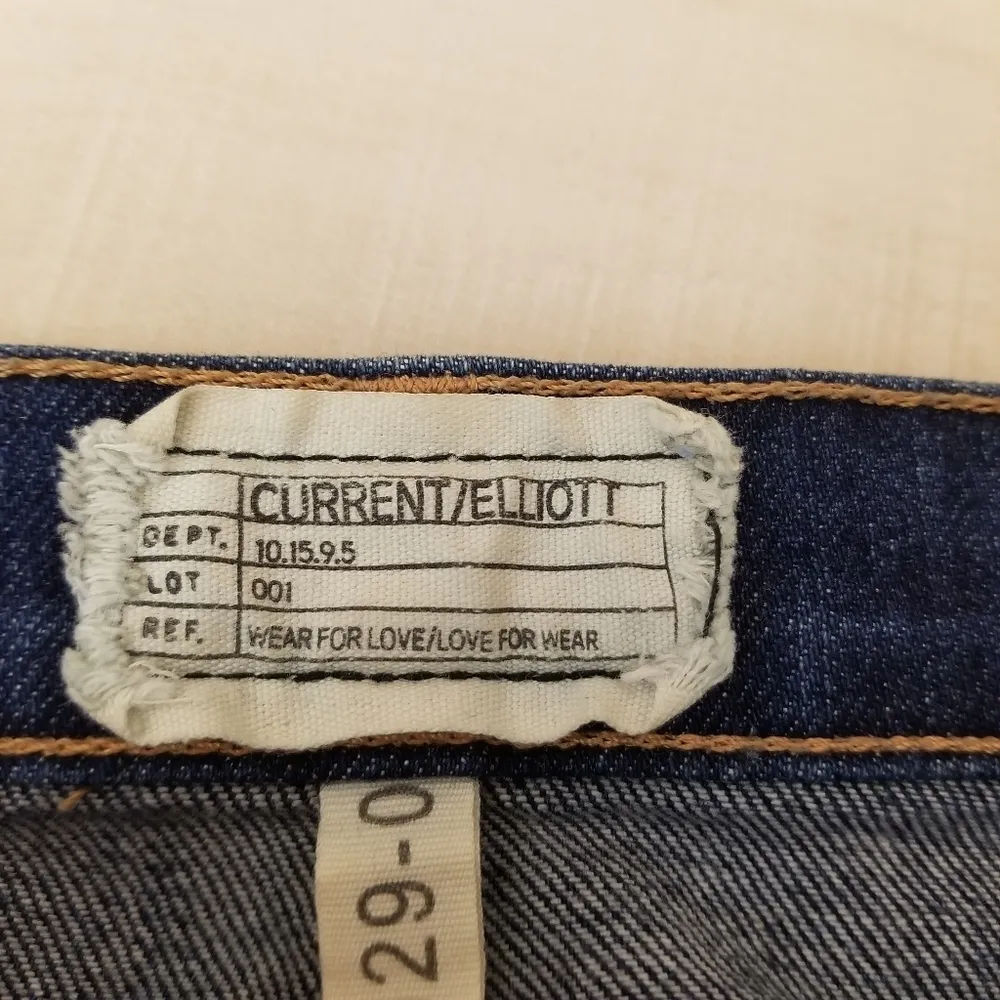 CURRENT/ELLIOTT
DEPT. 10.15.9.5
LOT 001
REF. WEAR FOR LOVE/LOVE FOR WEAR
29-0